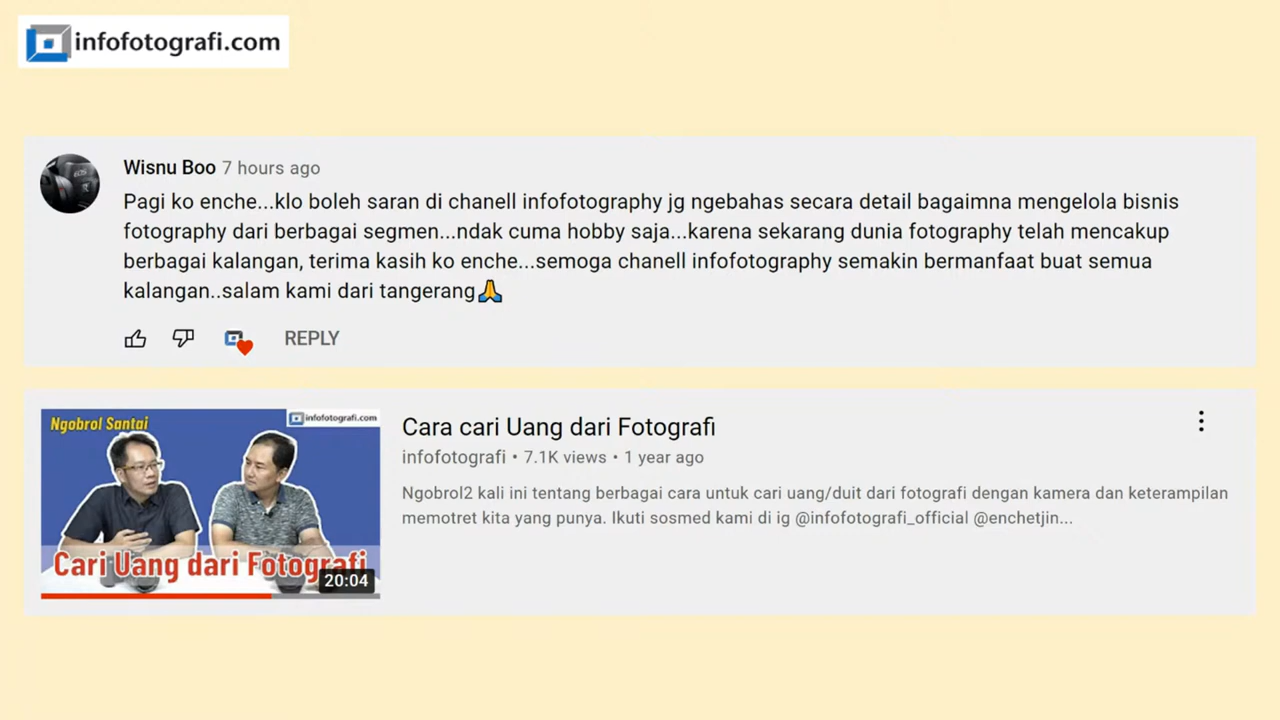 infofotografi.com
Wisnu Boo 7 hours ago
Pagi ko enche...klo boleh saran di chanell infofotography jg ngebahas secara detail bagaimna mengelola bisnis
fotography dari berbagai segmen...ndak cuma hobby saja...karena sekarang dunia fotography telah mencakup
berbagai kalangan, terima kasih ko enche...semoga chanell infofotography semakin bermanfaat buat semua
kalangan..salam kami dari tangerang🙏
REPLY
Ngobrol Santai
infofotografi.com
Cari Uang dari Fotografi
20:04
Cara cari Uang dari Fotografi
infofotografi • 7.1K views • 1 year ago
Ngobrol2 kali ini tentang berbagai cara untuk cari uang/duit dari fotografi dengan kamera dan keterampilan
memotret kita yang punya. Ikuti sosmed kami di ig @infofotografi_official @enchetjin...